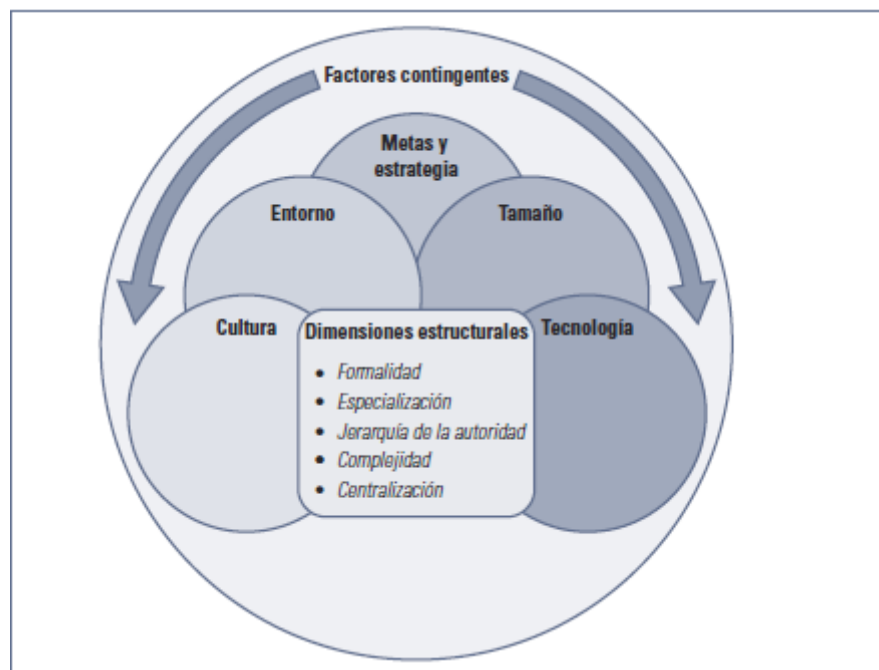 Factores contingentes
Metas y
estrategia
Entorno
Tamaño
Cultura
Dimensiones estructurales
Tecnología
• Formalidad
• Especialización
• Jerarquía de la autoridad
• Complejidad
• Centralización